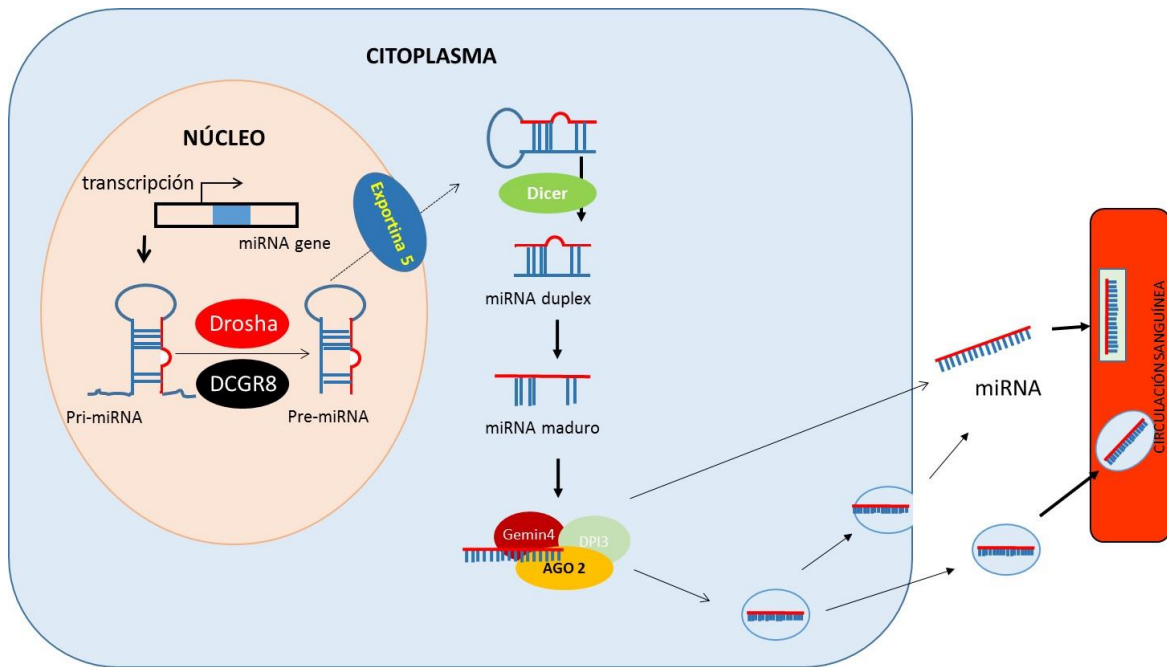 CITOPLASMA
NÚCLEO
transcripción
miRNA gene
Exportina 5
Drosha
DCGR8
Pri-miRNA
Pre-miRNA
Dicer
miRNA duplex
miRNA maduro
Gemin4
DPI3
AGO 2
miRNA
CIRCULACIÓN SANGUÍNEA